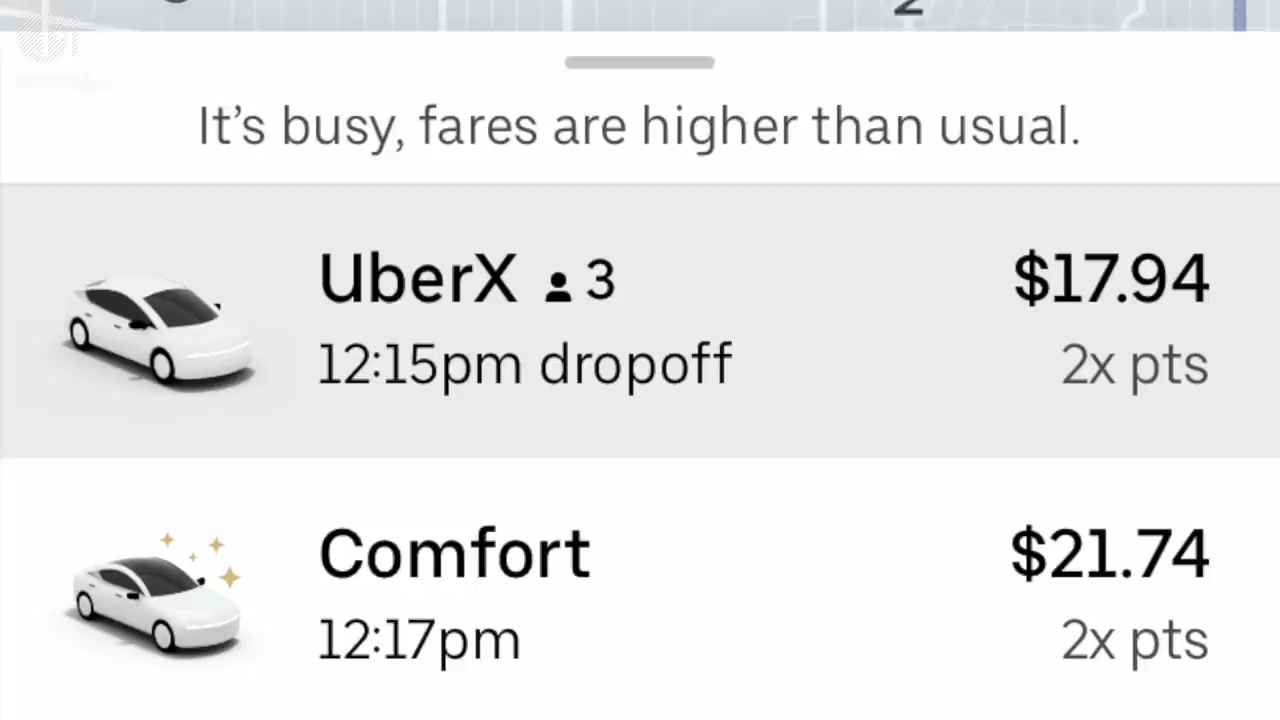 It's busy, fares are higher than usual.
UberX 3
$17.94
12:15pm dropoff
2x pts
Comfort
$21.74
12:17pm
2x pts